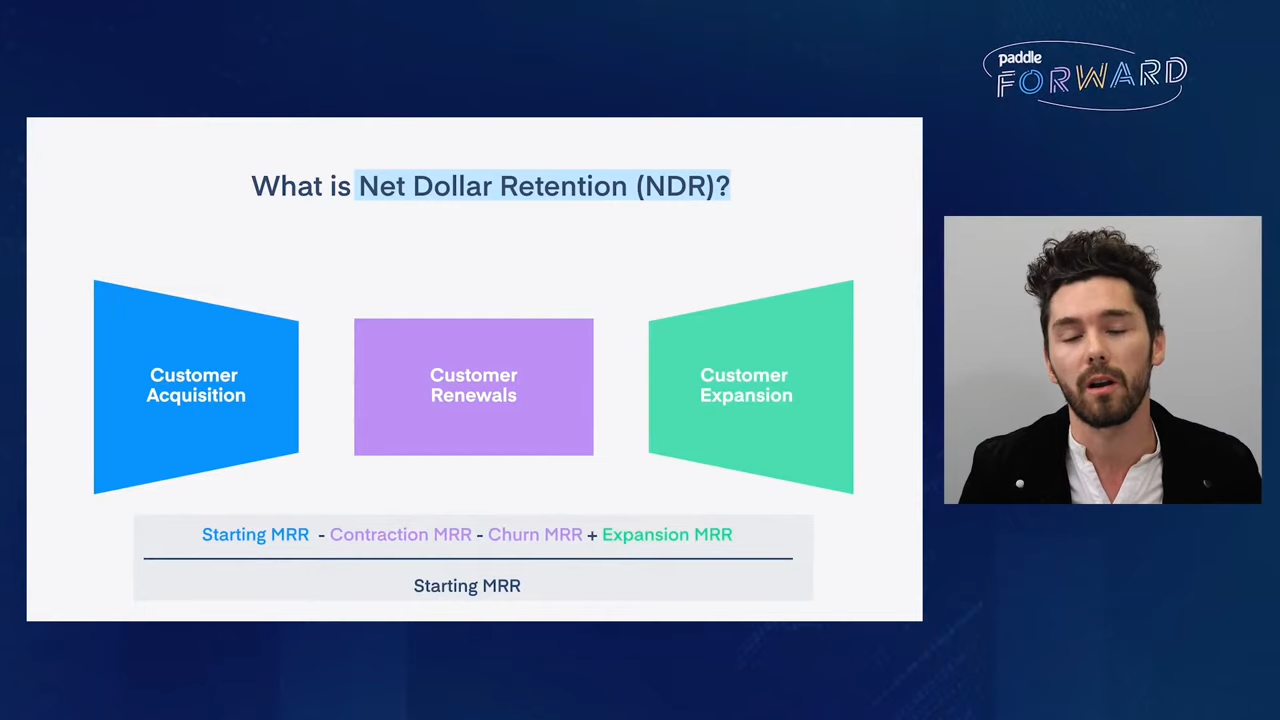 paddle
FORWARD
What is Net Dollar Retention (NDR)?
Customer
Acquisition
Customer
Renewals
Customer
Expansion
Starting MRR - Contraction MRR - Churn MRR + Expansion MRR
Starting MRR